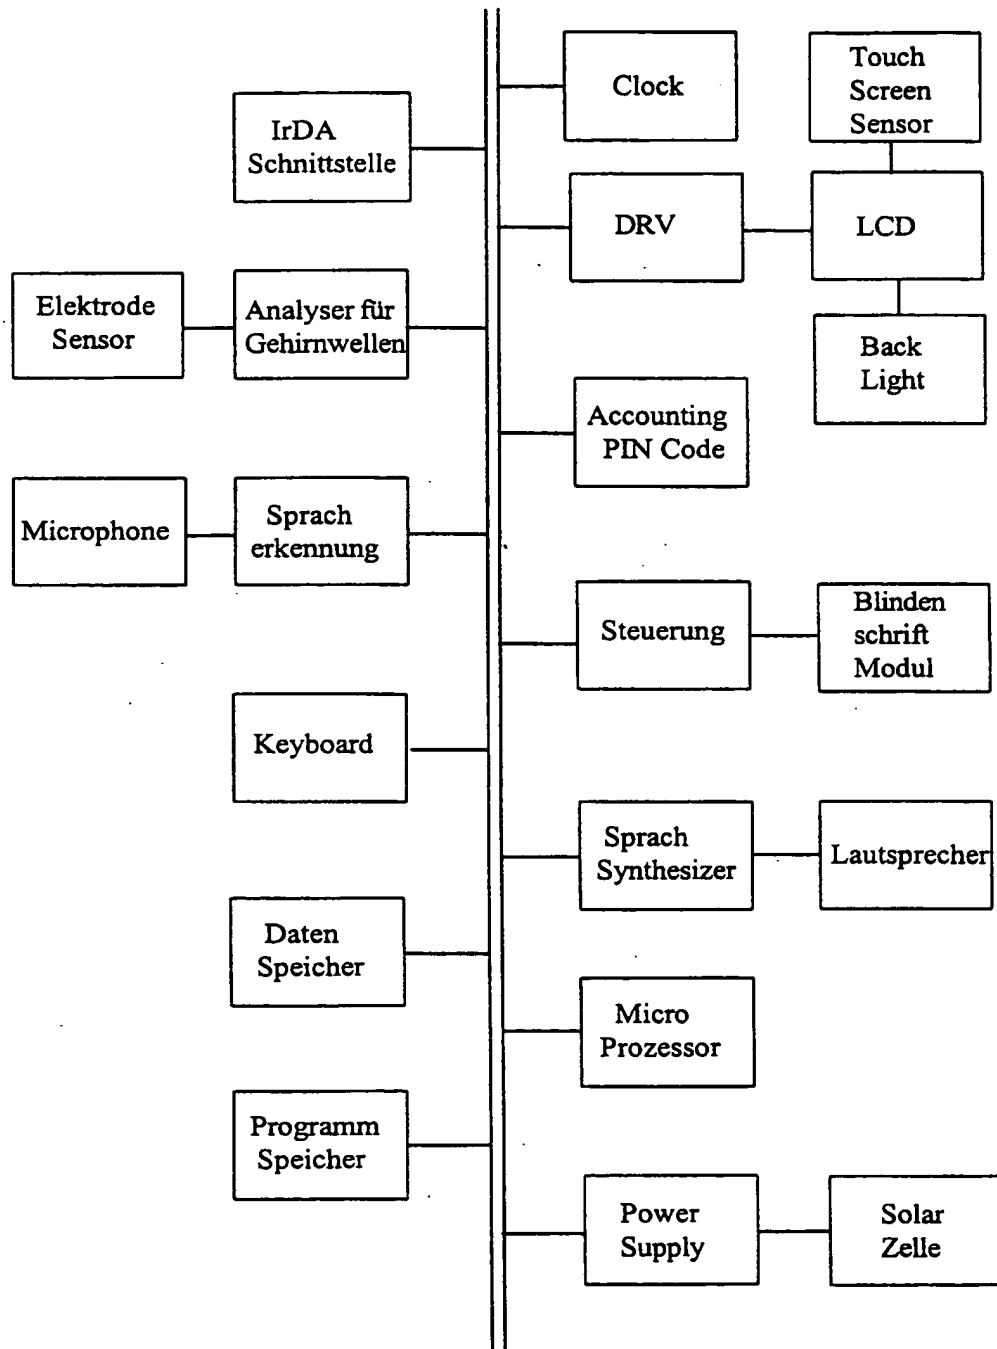 Clock
Touch
Screen
Sensor
IrDA
Schnittstelle
DRV
LCD
Elektrode
Sensor
Analyser für
Gehirnwellen
Back
Light
Accounting
PIN Code
Microphone
Sprach
erkennung
Steuerung
Blinden
schrift
Modul
Keyboard
Sprach
Synthesizer
Lautsprecher
Daten
Speicher
Micro
Prozessor
Programm
Speicher
Power
Supply
Solar
Zelle